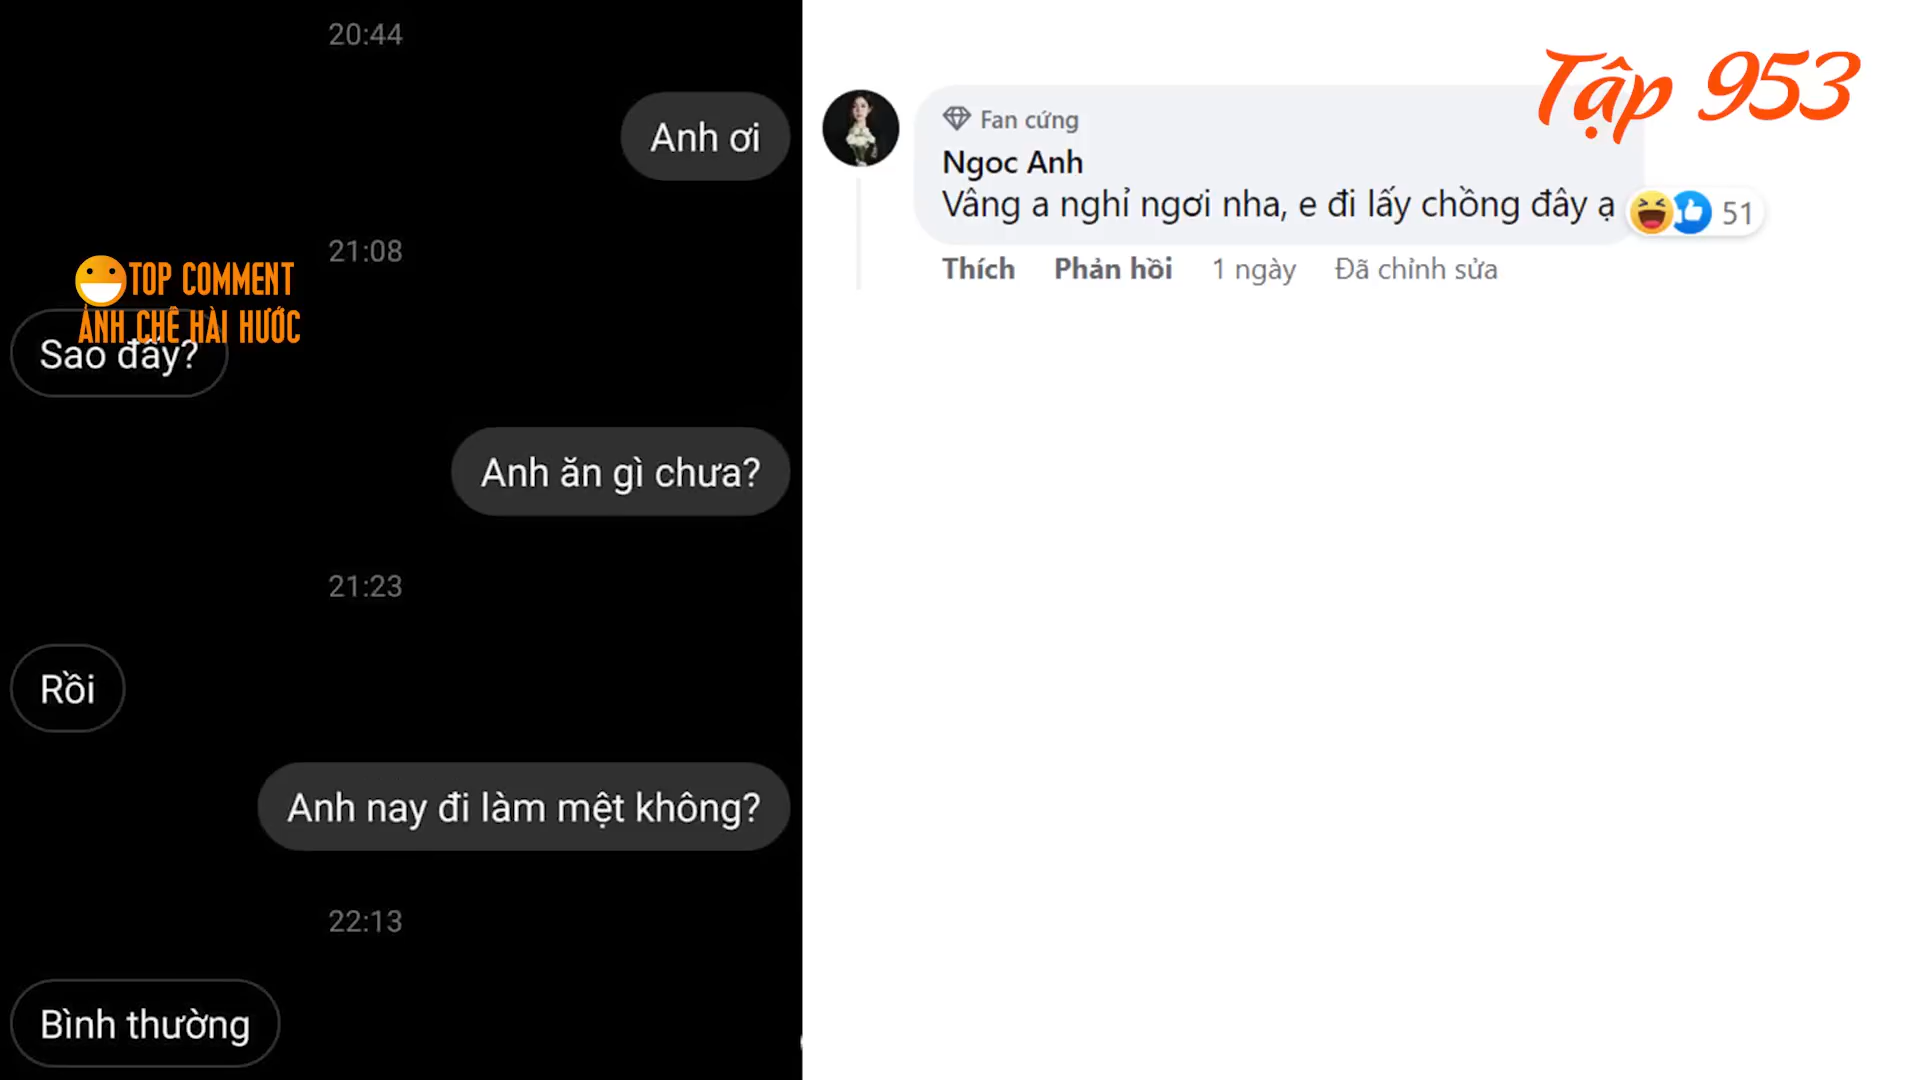 20:44
Anh ơi
21:08
TOP COMMENT
ẢNH CHẾ HÀI HƯỚC
Sao đấy?
Anh ăn gì chưa?
21:23
Rồi
Anh nay đi làm mệt không?
22:13
Bình thường
Tập 953
Fan cứng
Ngoc Anh
Vâng a nghỉ ngơi nha, e đi lấy chồng đây ạ
51
Thích Phản hồi 1 ngày Đã chỉnh sửa